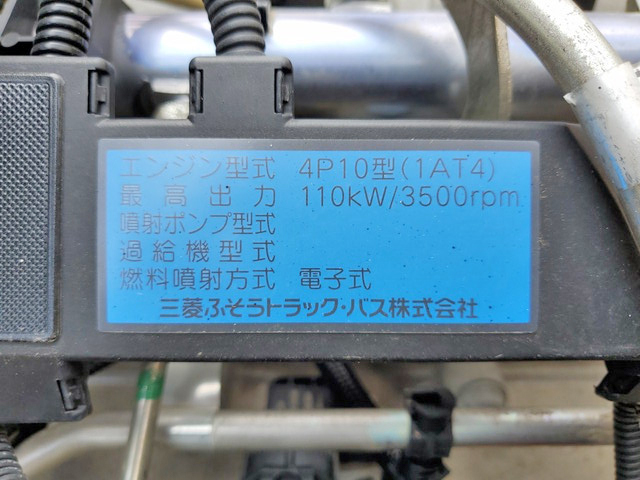 エンジン型式 4P10型(1AT4)
最高出力 110kW/3500rpm
噴射ポンプ型式
過給機型式
燃料噴射方式 電子式
三菱ふそうトラック・バス株式会社